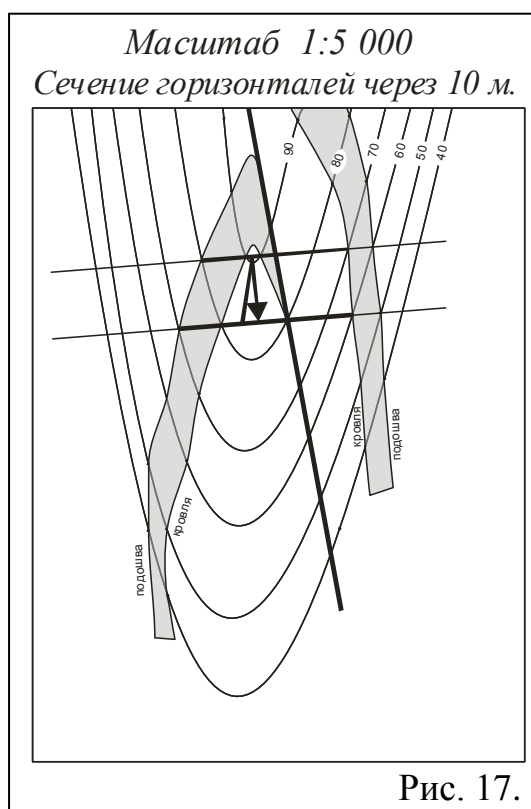 Масштаб 1:5 000
Сечение горизонталей через 10 м.
90
80
70
60
50
40
кровля
подошва
кровля
подошва
Рис. 17.